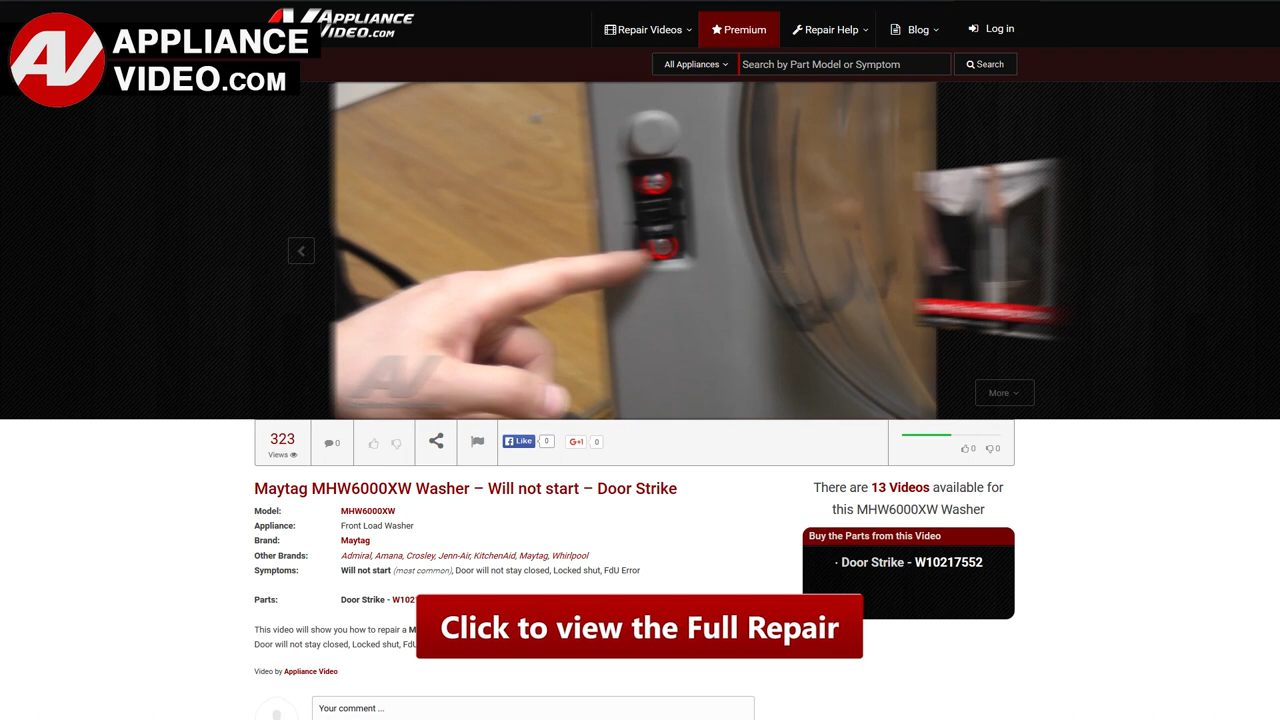 APPLIANCE
VIDEO.COM
APPLIANCE
VIDEO.COM
Repair Videos
Premium
Repair Help
Blog
Log in
All Appliances
Search by Part Model or Symptom
Search
AV
More
323
Views
0
Like
0
G+1
0
0
0
Maytag MHW6000XW Washer – Will not start – Door Strike
Model: MHW6000XW
Appliance: Front Load Washer
Brand: Maytag
Other Brands: Admiral, Amana, Crosley, Jenn-Air, KitchenAid, Maytag, Whirlpool
Symptoms: Will not start (most common), Door will not stay closed, Locked shut, FdU Error
Parts: Door Strike - W102
This video will show you how to repair a M
Door will not stay closed, Locked shut, FdU
Video by Appliance Video
Your comment ...
There are 13 Videos available for
this MHW6000XW Washer
Buy the Parts from this Video
· Door Strike - W10217552
Click to view the Full Repair